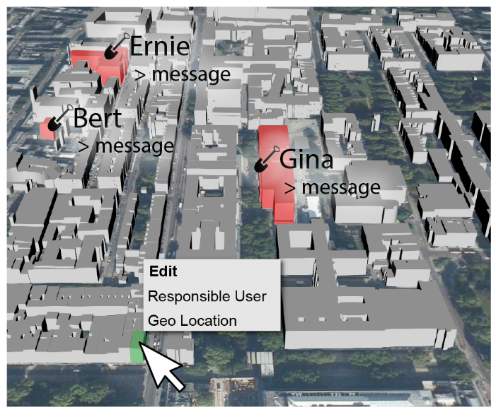 Ernie
> message
Bert
> message
Gina
> message
Edit
Responsible User
Geo Location